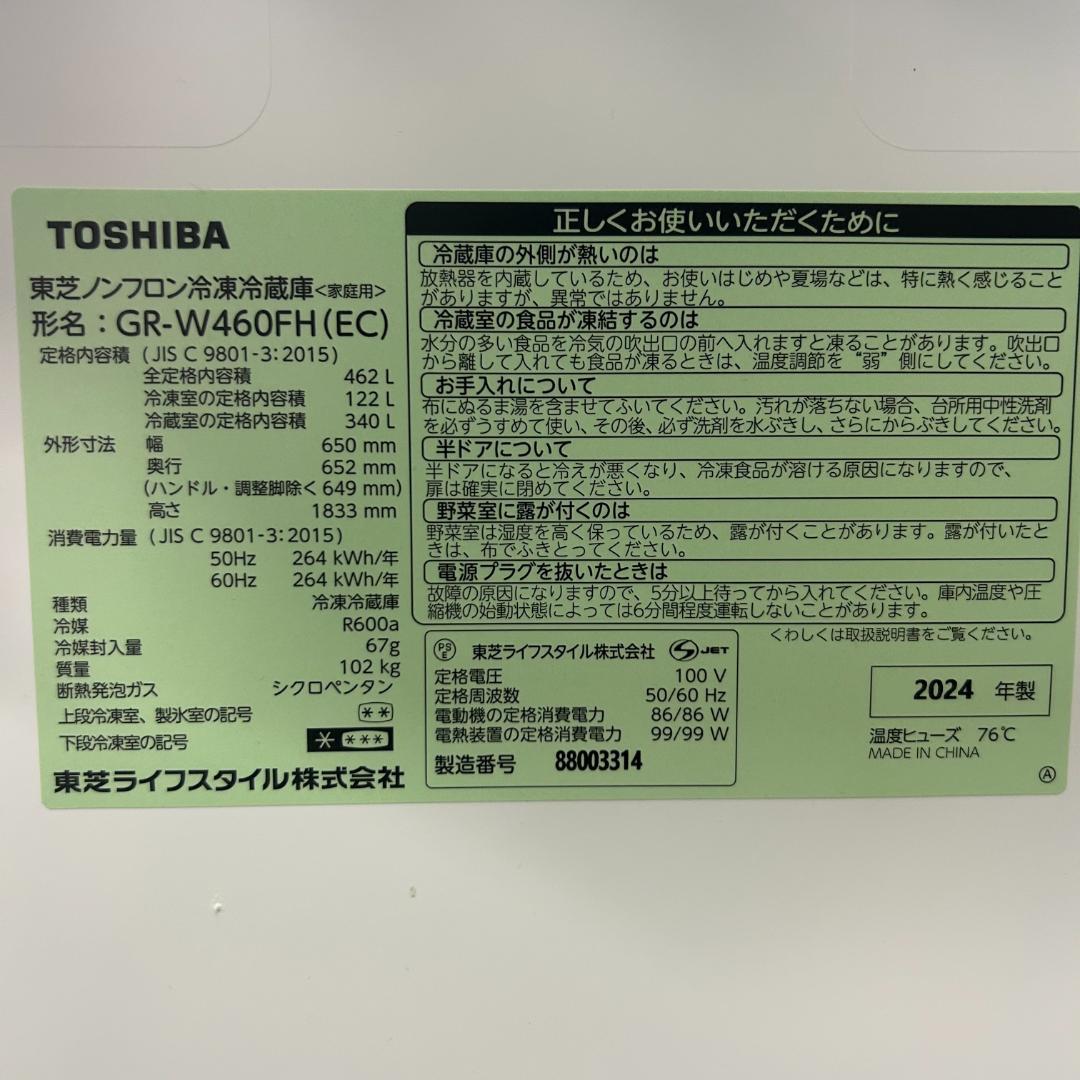 TOSHIBA
東芝ノンフロン冷凍冷蔵庫<家庭用>
形名:GR-W460FH(EC)
定格内容積 (JIS C 9801-3:2015)
全定格内容積 462 L
冷凍室の定格内容積 122 L
冷蔵室の定格内容積 340 L
外形寸法 幅 650 mm
奥行 652 mm
(ハンドル・調整脚除く 649 mm)
高さ 1833 mm
消費電力量 (JIS C 9801-3:2015)
50Hz 264 kWh/年
60Hz 264 kWh/年
種類 冷凍冷蔵庫
冷媒 R600a
冷媒封入量 67g
質量 102 kg
断熱発泡ガス シクロペンタン
上段冷凍室、製氷室の記号 **
下段冷凍室の記号 * ***
東芝ライフスタイル株式会社
正しくお使いいただくために
冷蔵庫の外側が熱いのは
放熱器を内蔵しているため、お使いはじめや夏場などは、特に熱く感じること
がありますが、異常ではありません。
冷蔵室の食品が凍結するのは
水分の多い食品を冷気の吹出口の前へ入れますと凍ることがあります。吹出口
から離して入れても食品が凍るときは、温度調節を“弱”側にしてください。
お手入れについて
布にぬるま湯を含ませてふいてください。汚れが落ちない場合、台所用中性洗剤
を必ずうすめて使い、その後、必ず洗剤を水ぶきし、さらにからぶきしてください。
半ドアについて
半ドアになると冷えが悪くなり、冷凍食品が溶ける原因になりますので、
扉は確実に閉めてください。
野菜室に露が付くのは
野菜室は湿度を高く保っているため、露が付くことがあります。露が付いたと
きは、布でふきとってください。
電源プラグを抜いたときは
故障の原因になりますので、5分以上待ってから入れてください。庫内温度や圧
縮機の始動状態によっては6分間程度運転しないことがあります。
くわしくは取扱説明書をご覧ください。
PSE 東芝ライフスタイル株式会社 S JET
定格電圧 100 V
定格周波数 50/60 Hz
電動機の定格消費電力 86/86 W
電熱装置の定格消費電力 99/99 W
製造番号 88003314
2024 年製
温度ヒューズ 76℃
MADE IN CHINA
Ⓐ